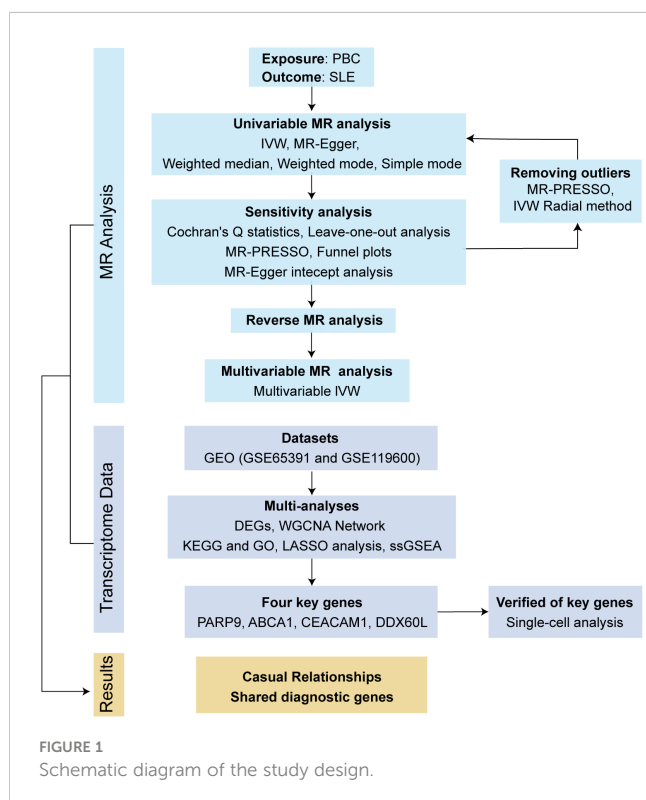 Exposure: PBC
Outcome: SLE
Univariable MR analysis
IVW, MR-Egger,
Weighted median, Weighted mode, Simple mode
Removing outliers
MR-PRESSO,
IVW Radial method
Sensitivity analysis
Cochran's Q statistics, Leave-one-out analysis
MR-PRESSO, Funnel plots
MR-Egger intecept analysis
Reverse MR analysis
Multivariable MR analysis
Multivariable IVW
MR Analysis
Datasets
GEO (GSE65391 and GSE119600)
Multi-analyses
DEGs, WGCNA Network
KEGG and GO, LASSO analysis, ssGSEA
Four key genes
PARP9, ABCA1, CEACAM1, DDX60L
Verified of key genes
Single-cell analysis
Transcriptome Data
Casual Relationships
Shared diagnostic genes
Results
FIGURE 1
Schematic diagram of the study design.